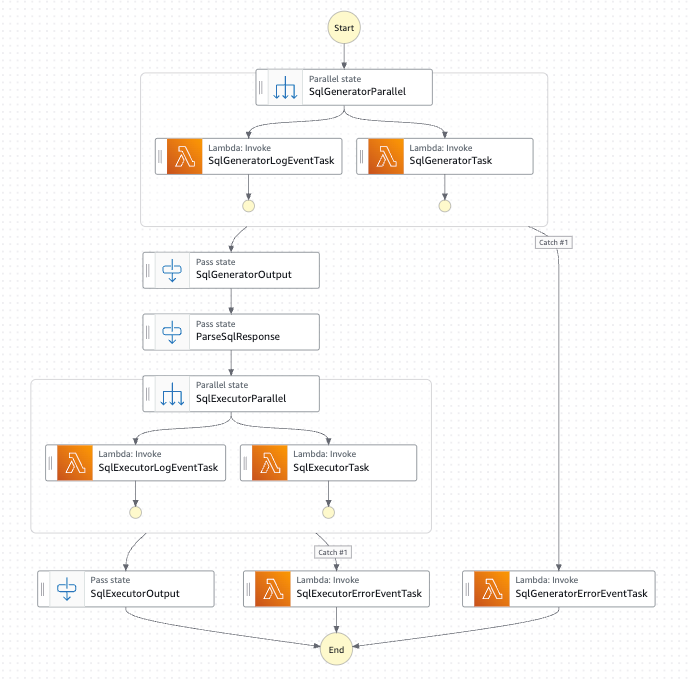 Start
Parallel state
SqlGeneratorParallel
Lambda: Invoke
SqlGeneratorLogEventTask
Lambda: Invoke
SqlGeneratorTask
Catch #1
Pass state
SqlGeneratorOutput
Pass state
ParseSqlResponse
Parallel state
SqlExecutorParallel
Lambda: Invoke
SqlExecutorLogEventTask
Lambda: Invoke
SqlExecutorTask
Catch #1
Pass state
SqlExecutorOutput
Lambda: Invoke
SqlExecutorErrorEventTask
Lambda: Invoke
SqlGeneratorErrorEventTask
End